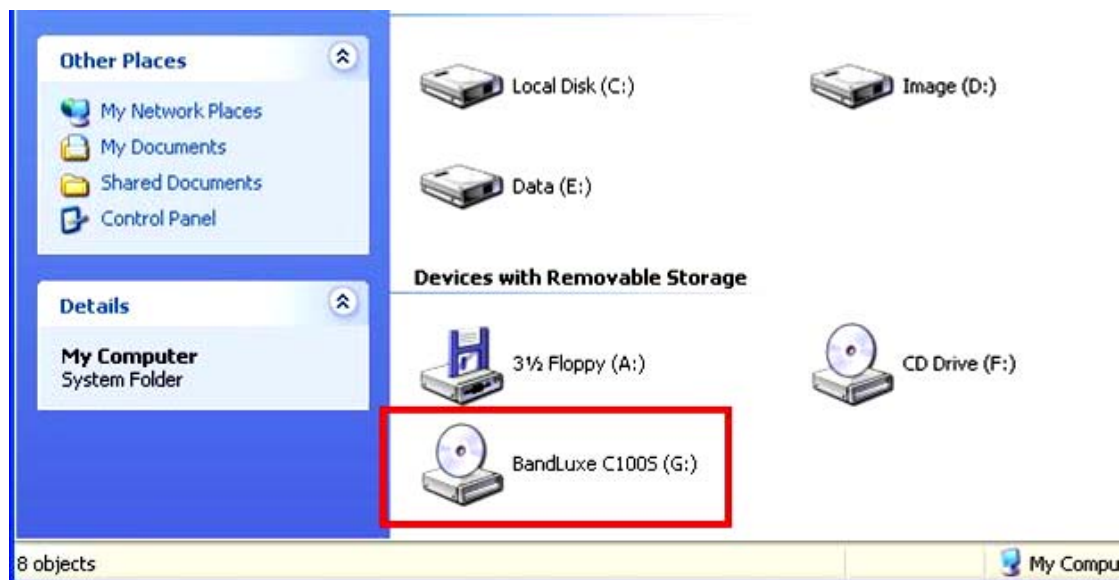 Other Places
My Network Places
My Documents
Shared Documents
Control Panel
Details
My Computer
System Folder
Local Disk (C:)
Image (D:)
Data (E:)
Devices with Removable Storage
3½ Floppy (A:)
CD Drive (F:)
BandLuxe C100S (G:)
8 objects
My Compu